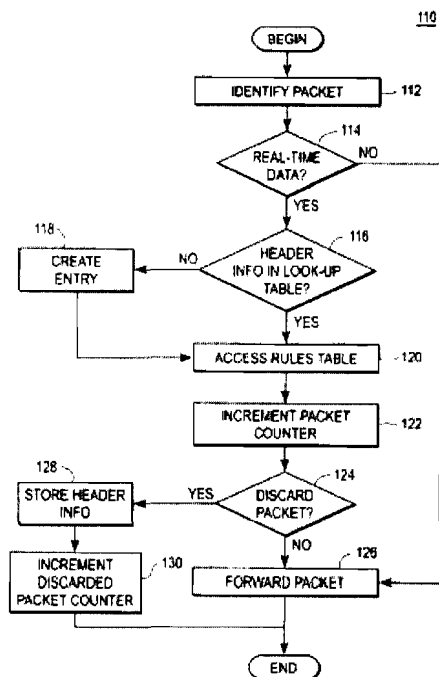 110
BEGIN
IDENTIFY PACKET
112
114
REAL-TIME
DATA?
NO
YES
118
116
CREATE
ENTRY
NO
HEADER
INFO IN LOOK-UP
TABLE?
YES
ACCESS RULES TABLE
120
INCREMENT PACKET
COUNTER
122
128
124
STORE HEADER
INFO
YES
DISCARD
PACKET?
NO
INCREMENT
DISCARDED
PACKET COUNTER
130
FORWARD PACKET
126
END